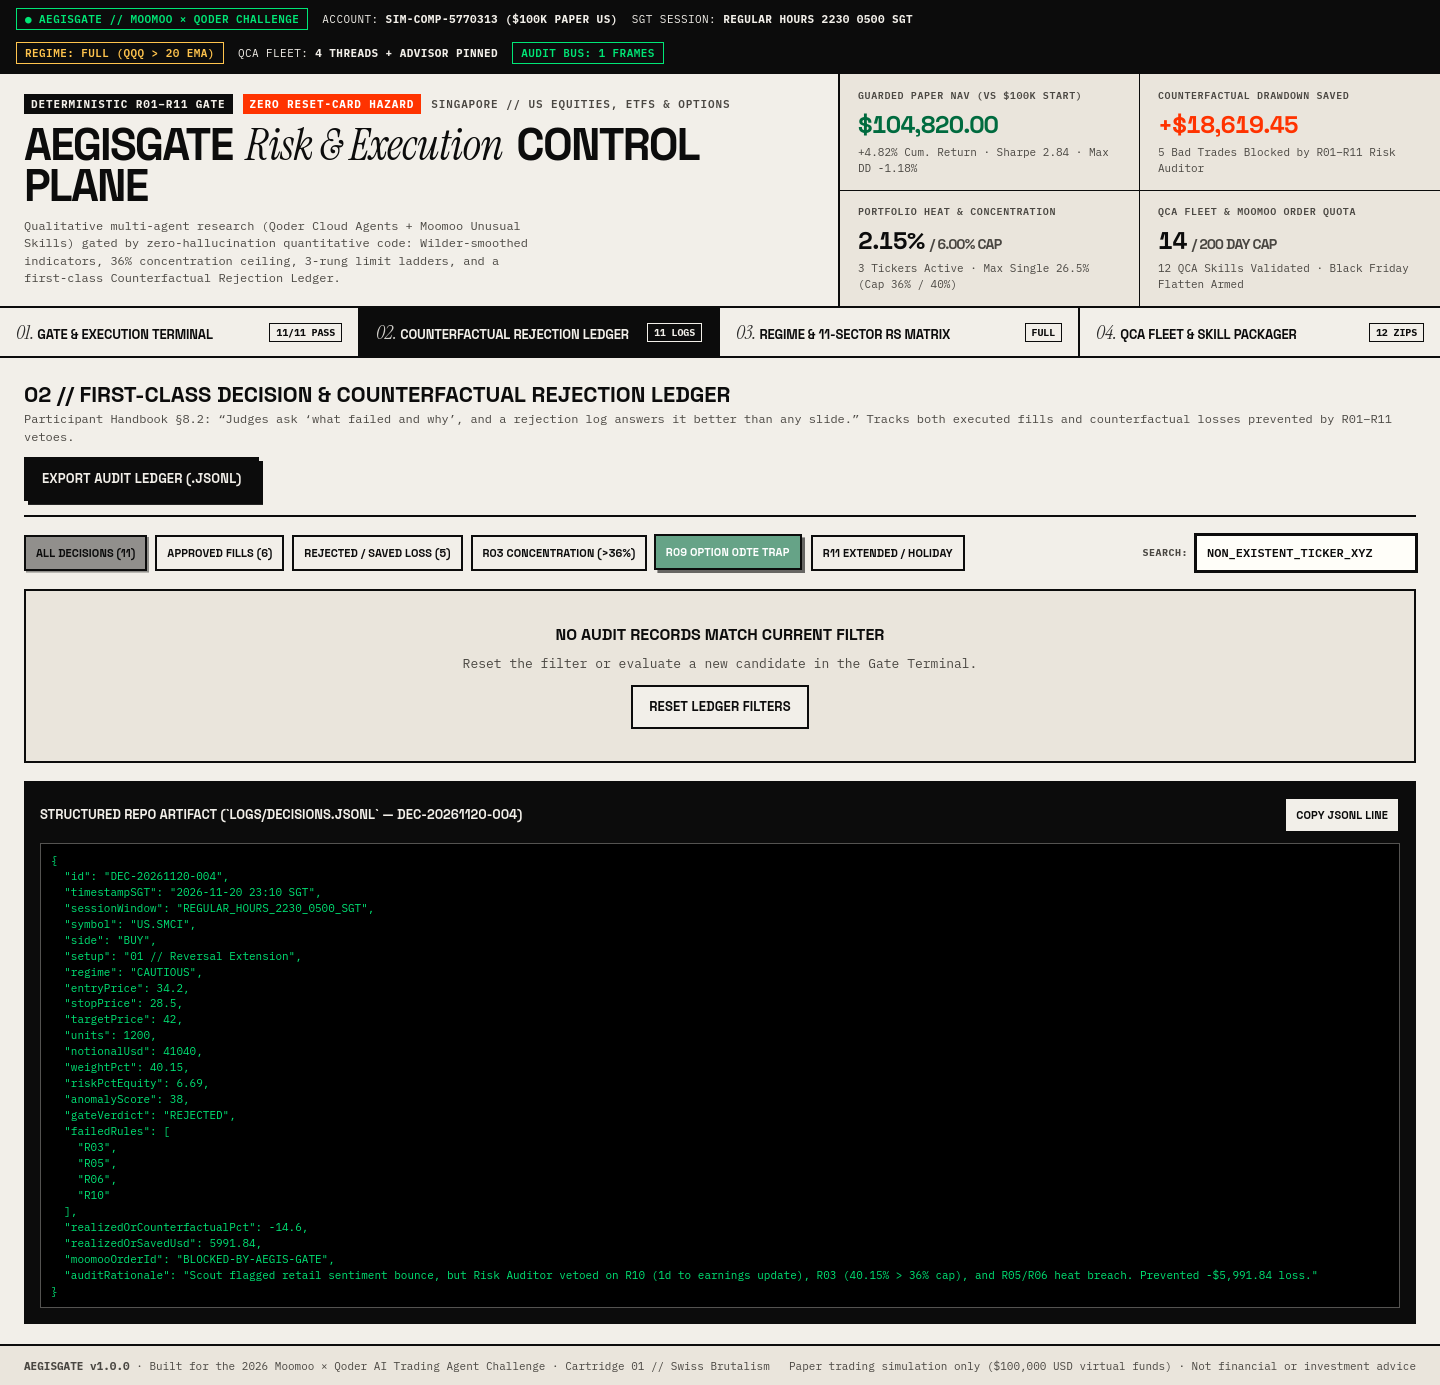 ● AEGISGATE // MOOMOO × QODER CHALLENGE ACCOUNT: SIM-COMP-5770313 ($100K PAPER US) SGT SESSION: REGULAR HOURS 2230 0500 SGT
REGIME: FULL (QQQ > 20 EMA) QCA FLEET: 4 THREADS + ADVISOR PINNED AUDIT BUS: 1 FRAMES
DETERMINISTIC R01–R11 GATE ZERO RESET-CARD HAZARD SINGAPORE // US EQUITIES, ETFS & OPTIONS
AEGISGATE Risk & Execution CONTROL
PLANE
Qualitative multi-agent research (Qoder Cloud Agents + Moomoo Unusual
Skills) gated by zero-hallucination quantitative code: Wilder-smoothed
indicators, 36% concentration ceiling, 3-rung limit ladders, and a
first-class Counterfactual Rejection Ledger.
GUARDED PAPER NAV (VS $100K START)
$104,820.00
+4.82% Cum. Return · Sharpe 2.84 · Max
DD -1.18%
COUNTERFACTUAL DRAWDOWN SAVED
+$18,619.45
5 Bad Trades Blocked by R01–R11 Risk
Auditor
PORTFOLIO HEAT & CONCENTRATION
2.15% / 6.00% CAP
3 Tickers Active · Max Single 26.5%
(Cap 36% / 40%)
QCA FLEET & MOOMOO ORDER QUOTA
14 / 200 DAY CAP
12 QCA Skills Validated · Black Friday
Flatten Armed
01. GATE & EXECUTION TERMINAL 11/11 PASS
02. COUNTERFACTUAL REJECTION LEDGER 11 LOGS
03. REGIME & 11-SECTOR RS MATRIX FULL
04. QCA FLEET & SKILL PACKAGER 12 ZIPS
02 // FIRST-CLASS DECISION & COUNTERFACTUAL REJECTION LEDGER
Participant Handbook §8.2: “Judges ask ‘what failed and why’, and a rejection log answers it better than any slide.” Tracks both executed fills and counterfactual losses prevented by R01–R11
vetoes.
EXPORT AUDIT LEDGER (.JSONL)
ALL DECISIONS (11) APPROVED FILLS (6) REJECTED / SAVED LOSS (5) R03 CONCENTRATION (>36%) R09 OPTION 0DTE TRAP R11 EXTENDED / HOLIDAY SEARCH: NON_EXISTENT_TICKER_XYZ
NO AUDIT RECORDS MATCH CURRENT FILTER
Reset the filter or evaluate a new candidate in the Gate Terminal.
RESET LEDGER FILTERS
STRUCTURED REPO ARTIFACT (`LOGS/DECISIONS.JSONL` — DEC-20261120-004) COPY JSONL LINE
{
"id": "DEC-20261120-004",
"timestampSGT": "2026-11-20 23:10 SGT",
"sessionWindow": "REGULAR_HOURS_2230_0500_SGT",
"symbol": "US.SMCI",
"side": "BUY",
"setup": "01 // Reversal Extension",
"regime": "CAUTIOUS",
"entryPrice": 34.2,
"stopPrice": 28.5,
"targetPrice": 42,
"units": 1200,
"notionalUsd": 41040,
"weightPct": 40.15,
"riskPctEquity": 6.69,
"anomalyScore": 38,
"gateVerdict": "REJECTED",
"failedRules": [
"R03",
"R05",
"R06",
"R10"
],
"realizedOrCounterfactualPct": -14.6,
"realizedOrSavedUsd": 5991.84,
"moomooOrderId": "BLOCKED-BY-AEGIS-GATE",
"auditRationale": "Scout flagged retail sentiment bounce, but Risk Auditor vetoed on R10 (1d to earnings update), R03 (40.15% > 36% cap), and R05/R06 heat breach. Prevented -$5,991.84 loss."
}
AEGISGATE v1.0.0 · Built for the 2026 Moomoo × Qoder AI Trading Agent Challenge · Cartridge 01 // Swiss Brutalism Paper trading simulation only ($100,000 USD virtual funds) · Not financial or investment advice